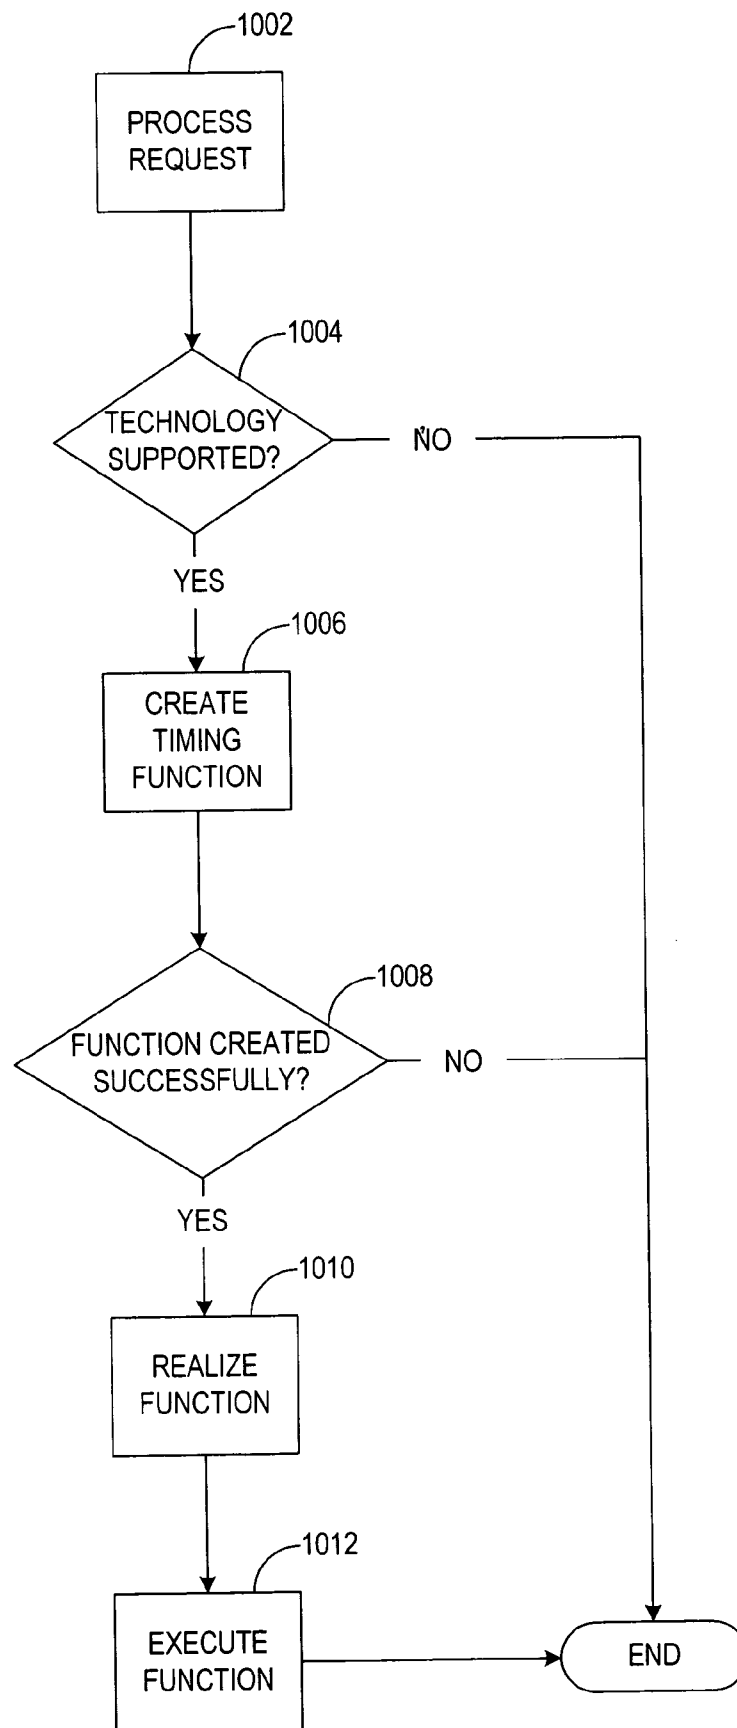 1002
PROCESS
REQUEST
1004
TECHNOLOGY
SUPPORTED?
NO
YES
1006
CREATE
TIMING
FUNCTION
1008
FUNCTION CREATED
SUCCESSFULLY?
NO
YES
1010
REALIZE
FUNCTION
1012
EXECUTE
FUNCTION
END